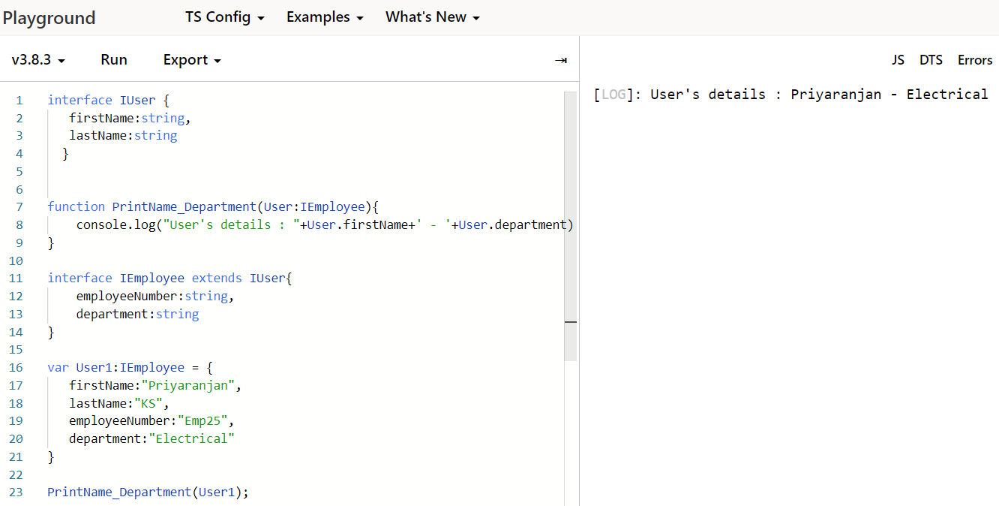 Playground TS Config Examples What's New
v3.8.3 Run Export
JS DTS Errors
1 interface IUser {
2 firstName:string,
3 lastName:string
4 }
5
6
7 function PrintName_Department(User:IEmployee){
8 console.log("User's details : "+User.firstName+' - '+User.department)
9 }
10
11 interface IEmployee extends IUser{
12 employeeNumber:string,
13 department:string
14 }
15
16 var User1:IEmployee = {
17 firstName:"Priyaranjan",
18 lastName:"KS",
19 employeeNumber:"Emp25",
20 department:"Electrical"
21 }
22
23 PrintName_Department(User1);
[LOG]: User's details : Priyaranjan - Electrical